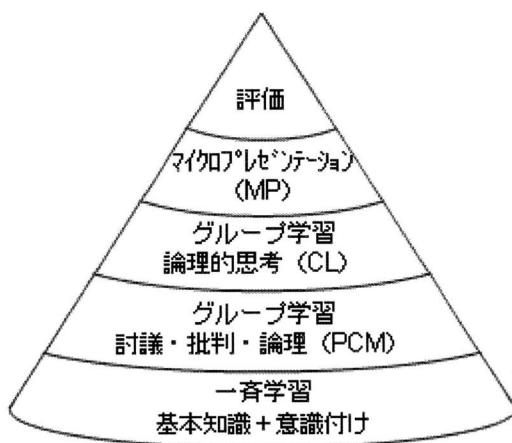 評価
ﾏｲｸﾛﾌﾟﾚｾﾞﾝﾃｰｼｮﾝ
（MP）
グループ学習
論理的思考（CL）
グループ学習
討議・批判・論理（PCM）
一斉学習
基本知識＋意識付け